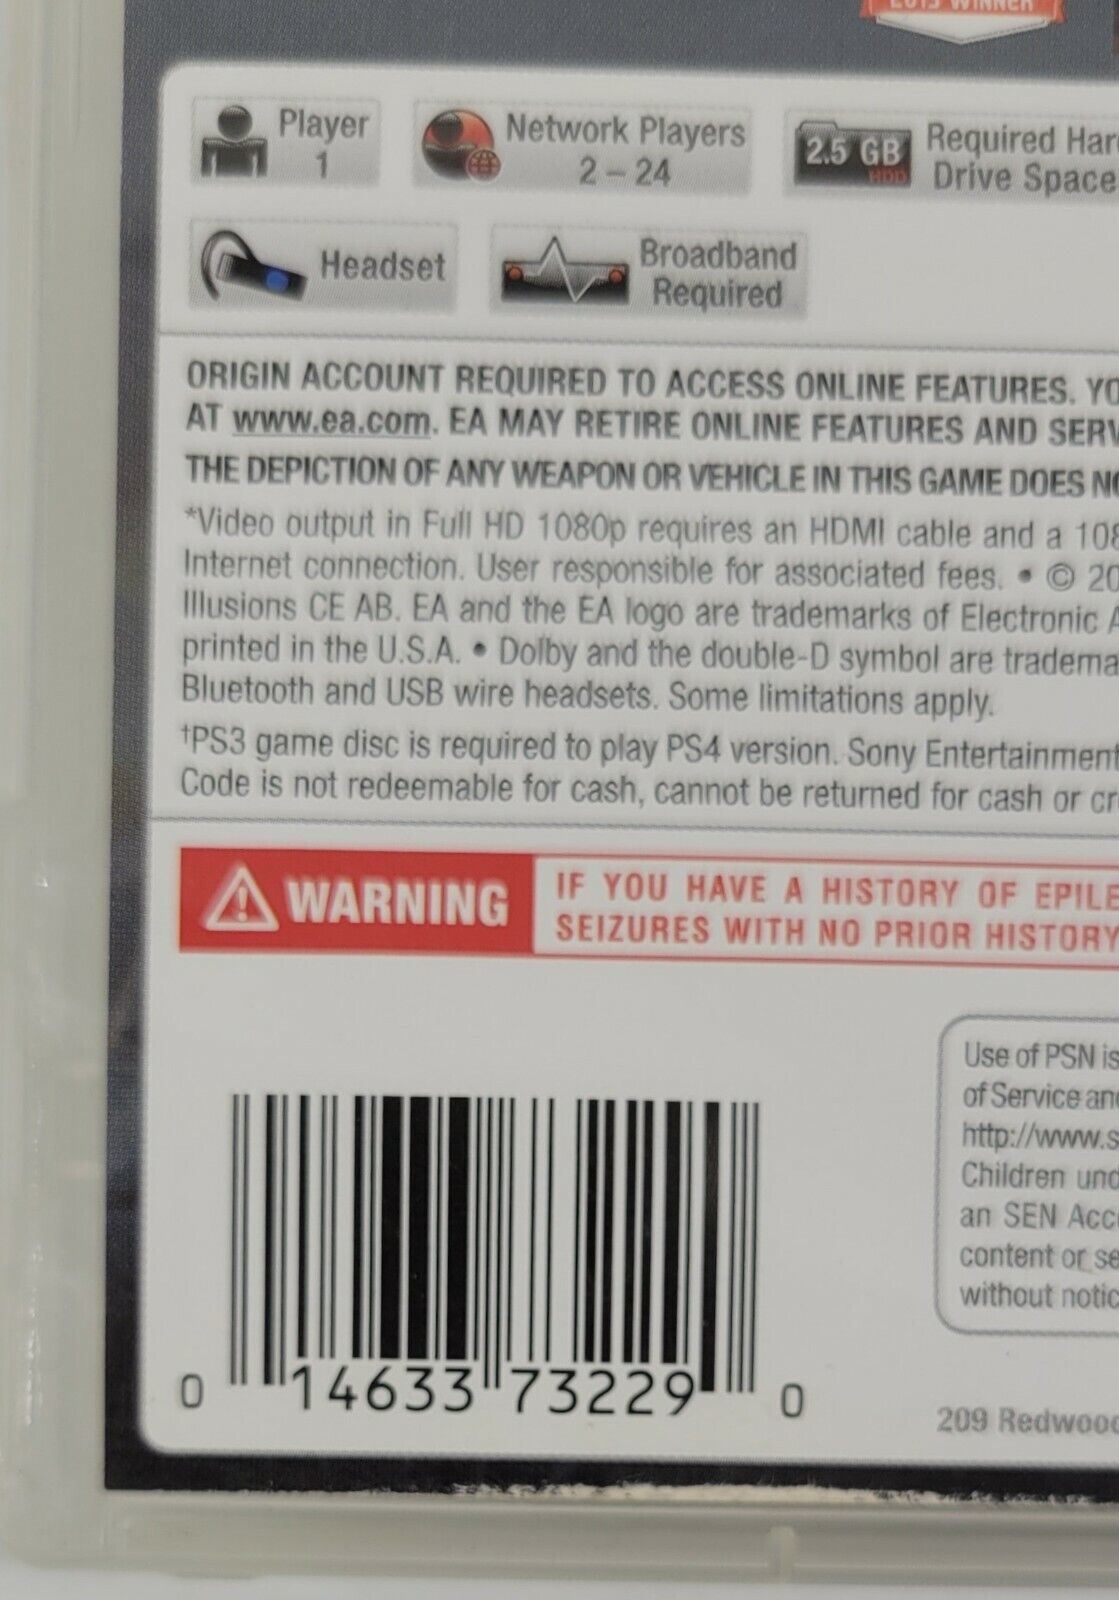 2013 WINNER
Player
1
Network Players
2 – 24
2.5 GB
HDD
Required Har
Drive Space
Headset
Broadband
Required
ORIGIN ACCOUNT REQUIRED TO ACCESS ONLINE FEATURES. YO
AT www.ea.com. EA MAY RETIRE ONLINE FEATURES AND SERV
THE DEPICTION OF ANY WEAPON OR VEHICLE IN THIS GAME DOES NO
*Video output in Full HD 1080p requires an HDMI cable and a 108
Internet connection. User responsible for associated fees. • © 20
Illusions CE AB. EA and the EA logo are trademarks of Electronic A
printed in the U.S.A. • Dolby and the double-D symbol are tradema
Bluetooth and USB wire headsets. Some limitations apply.
†PS3 game disc is required to play PS4 version. Sony Entertainment
Code is not redeemable for cash, cannot be returned for cash or cr
WARNING
IF YOU HAVE A HISTORY OF EPILE
SEIZURES WITH NO PRIOR HISTORY
Use of PSN is
of Service and
http://www.s
Children und
an SEN Acco
content or se
without notic
0 14633 73229 0
209 Redwood